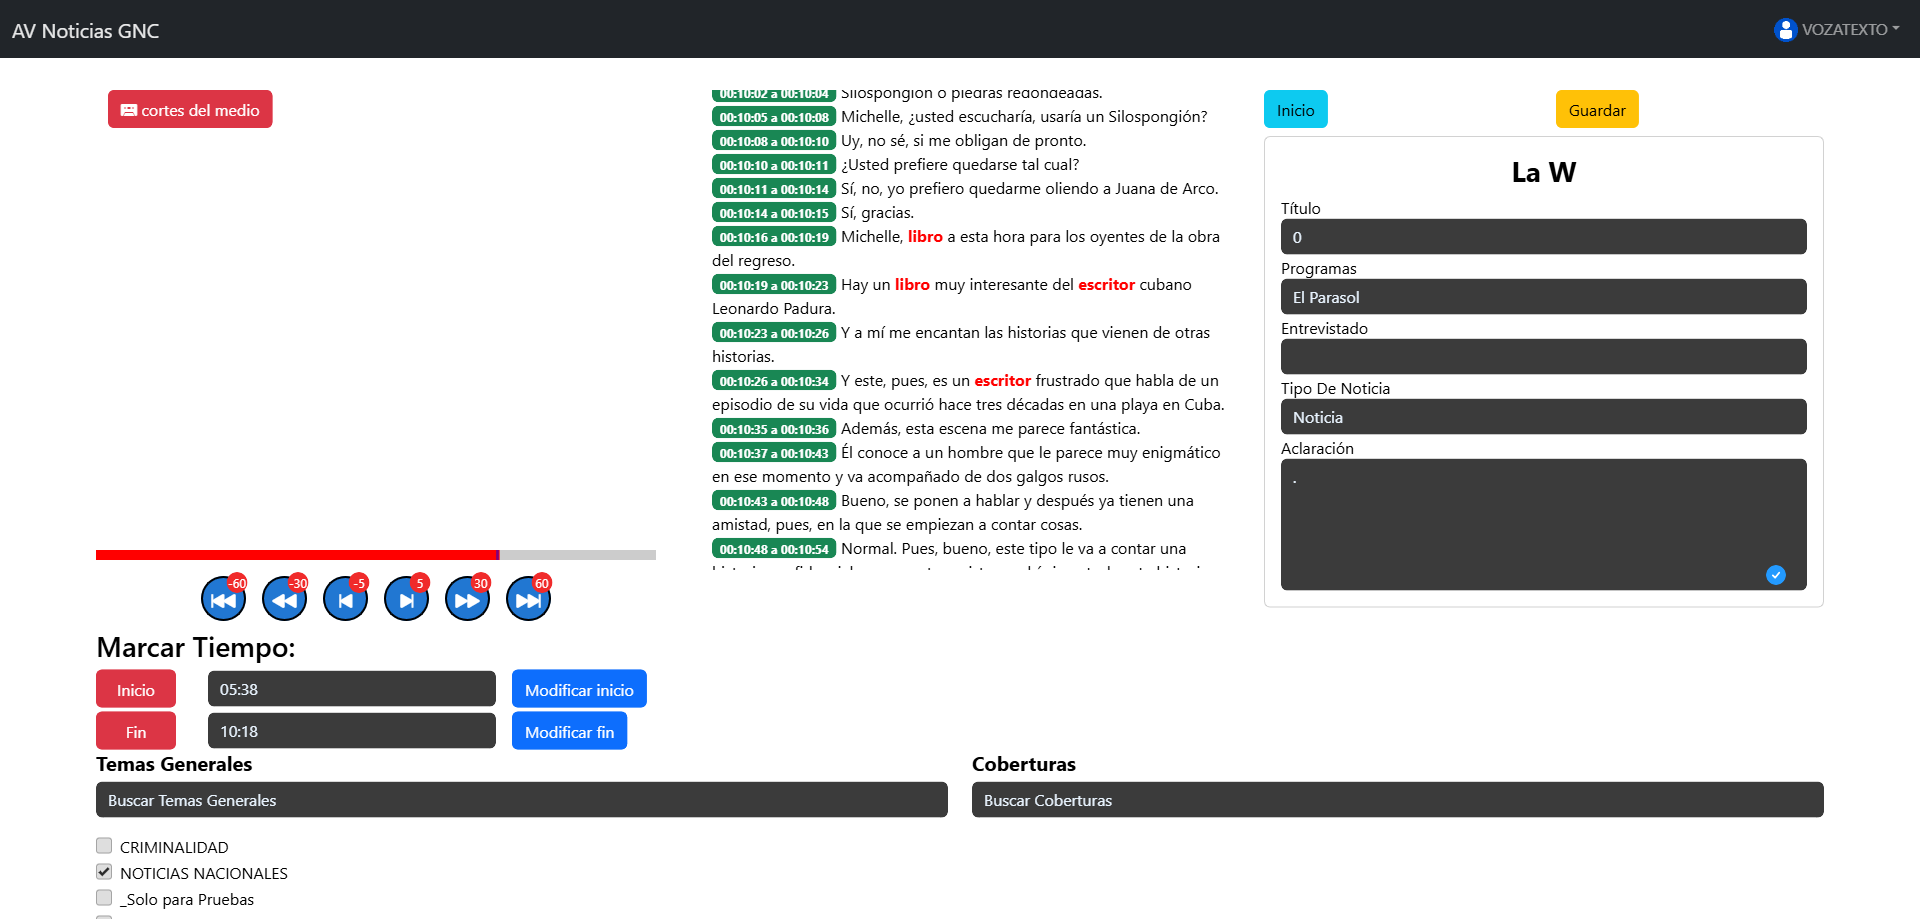 AV Noticias GNC
VOZATEXTO
cortes del medio
00:10:02 a 00:10:04 Silospongión o piedras redondeadas.
00:10:05 a 00:10:08 Michelle, ¿usted escucharía, usaría un Silospongión?
00:10:08 a 00:10:10 Uy, no sé, si me obligan de pronto.
00:10:10 a 00:10:11 ¿Usted prefiere quedarse tal cual?
00:10:11 a 00:10:14 Sí, no, yo prefiero quedarme oliendo a Juana de Arco.
00:10:14 a 00:10:15 Sí, gracias.
00:10:16 a 00:10:19 Michelle, libro a esta hora para los oyentes de la obra
del regreso.
00:10:19 a 00:10:23 Hay un libro muy interesante del escritor cubano
Leonardo Padura.
00:10:23 a 00:10:26 Y a mí me encantan las historias que vienen de otras
historias.
00:10:26 a 00:10:34 Y este, pues, es un escritor frustrado que habla de un
episodio de su vida que ocurrió hace tres décadas en una playa en Cuba.
00:10:35 a 00:10:36 Además, esta escena me parece fantástica.
00:10:37 a 00:10:43 Él conoce a un hombre que le parece muy enigmático
en ese momento y va acompañado de dos galgos rusos.
00:10:43 a 00:10:48 Bueno, se ponen a hablar y después ya tienen una
amistad, pues, en la que se empiezan a contar cosas.
00:10:48 a 00:10:54 Normal. Pues, bueno, este tipo le va a contar una
Inicio
Guardar
La W
Título
0
Programas
El Parasol
Entrevistado
Tipo De Noticia
Noticia
Aclaración
.
-60
-30
-5
5
30
60
Marcar Tiempo:
Inicio 05:38 Modificar inicio
Fin 10:18 Modificar fin
Temas Generales
Buscar Temas Generales
CRIMINALIDAD
NOTICIAS NACIONALES
_Solo para Pruebas
Coberturas
Buscar Coberturas